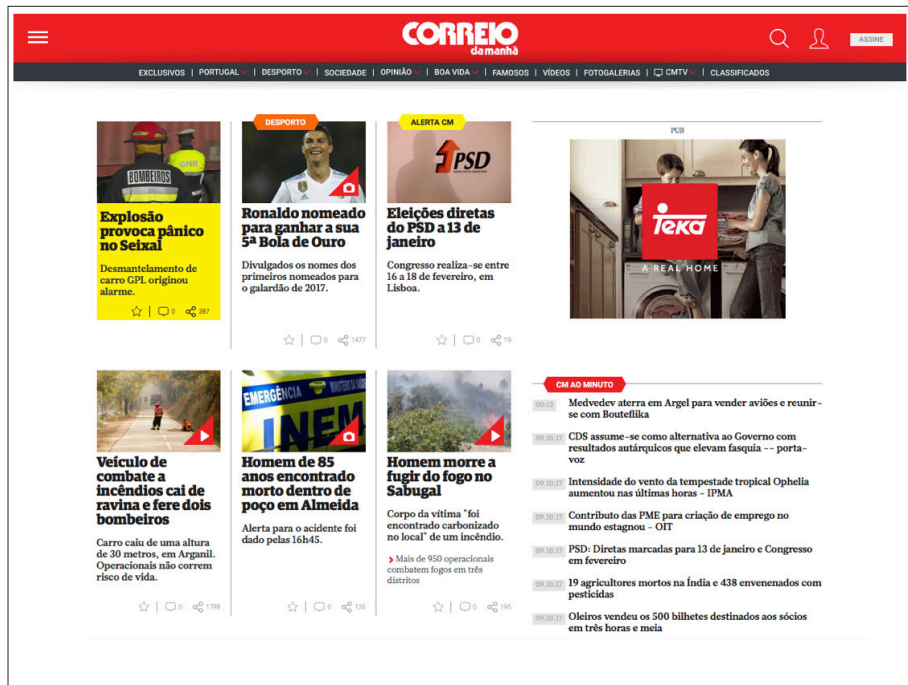 CORREIO
da manhã
ASSINE
EXCLUSIVOS | PORTUGAL | DESPORTO | SOCIEDADE | OPINIÃO | BOA VIDA | FAMOSOS | VÍDEOS | FOTOGALERIAS | CMTV | CLASSIFICADOS
GNR
BOMBEIROS
Explosão
provoca pânico
no Seixal
Desmantelamento de
carro GPL originou
alarme.
0 287
DESPORTO
Ronaldo nomeado
para ganhar a sua
5ª Bola de Ouro
Divulgados os nomes dos
primeiros nomeados para
o galardão de 2017.
0 1477
ALERTA CM
PSD
Eleições diretas
do PSD a 13 de
janeiro
Congresso realiza-se entre
16 a 18 de fevereiro, em
Lisboa.
0 19
PUB
Teka
A REAL HOME
Veículo de
combate a
incêndios cai de
ravina e fere dois
bombeiros
Carro caiu de uma altura
de 30 metros, em Arganil.
Operacionais não correm
risco de vida.
0 1798
EMERGÊNCIA
MINISTÉRIO DA SAÚDE
INEM
Homem de 85
anos encontrado
morto dentro de
poço em Almeida
Alerta para o acidente foi
dado pelas 16h45.
0 126
Homem morre a
fugir do fogo no
Sabugal
Corpo da vítima "foi
encontrado carbonizado
no local" de um incêndio.
Mais de 950 operacionais
combatem fogos em três
distritos
0 195
CM AO MINUTO
00:13 Medvedev aterra em Argel para vender aviões e reunir-
se com Bouteflika
09.10.17 CDS assume-se como alternativa ao Governo com
resultados autárquicos que elevam fasquia -- porta-
voz
09.10.17 Intensidade do vento da tempestade tropical Ophelia
aumentou nas últimas horas - IPMA
09.10.17 Contributo das PME para criação de emprego no
mundo estagnou - OIT
09.10.17 PSD: Diretas marcadas para 13 de janeiro e Congresso
em fevereiro
09.10.17 19 agricultores mortos na Índia e 438 envenenados com
pesticidas
09.10.17 Oleiros vendeu os 500 bilhetes destinados aos sócios
em três horas e meia